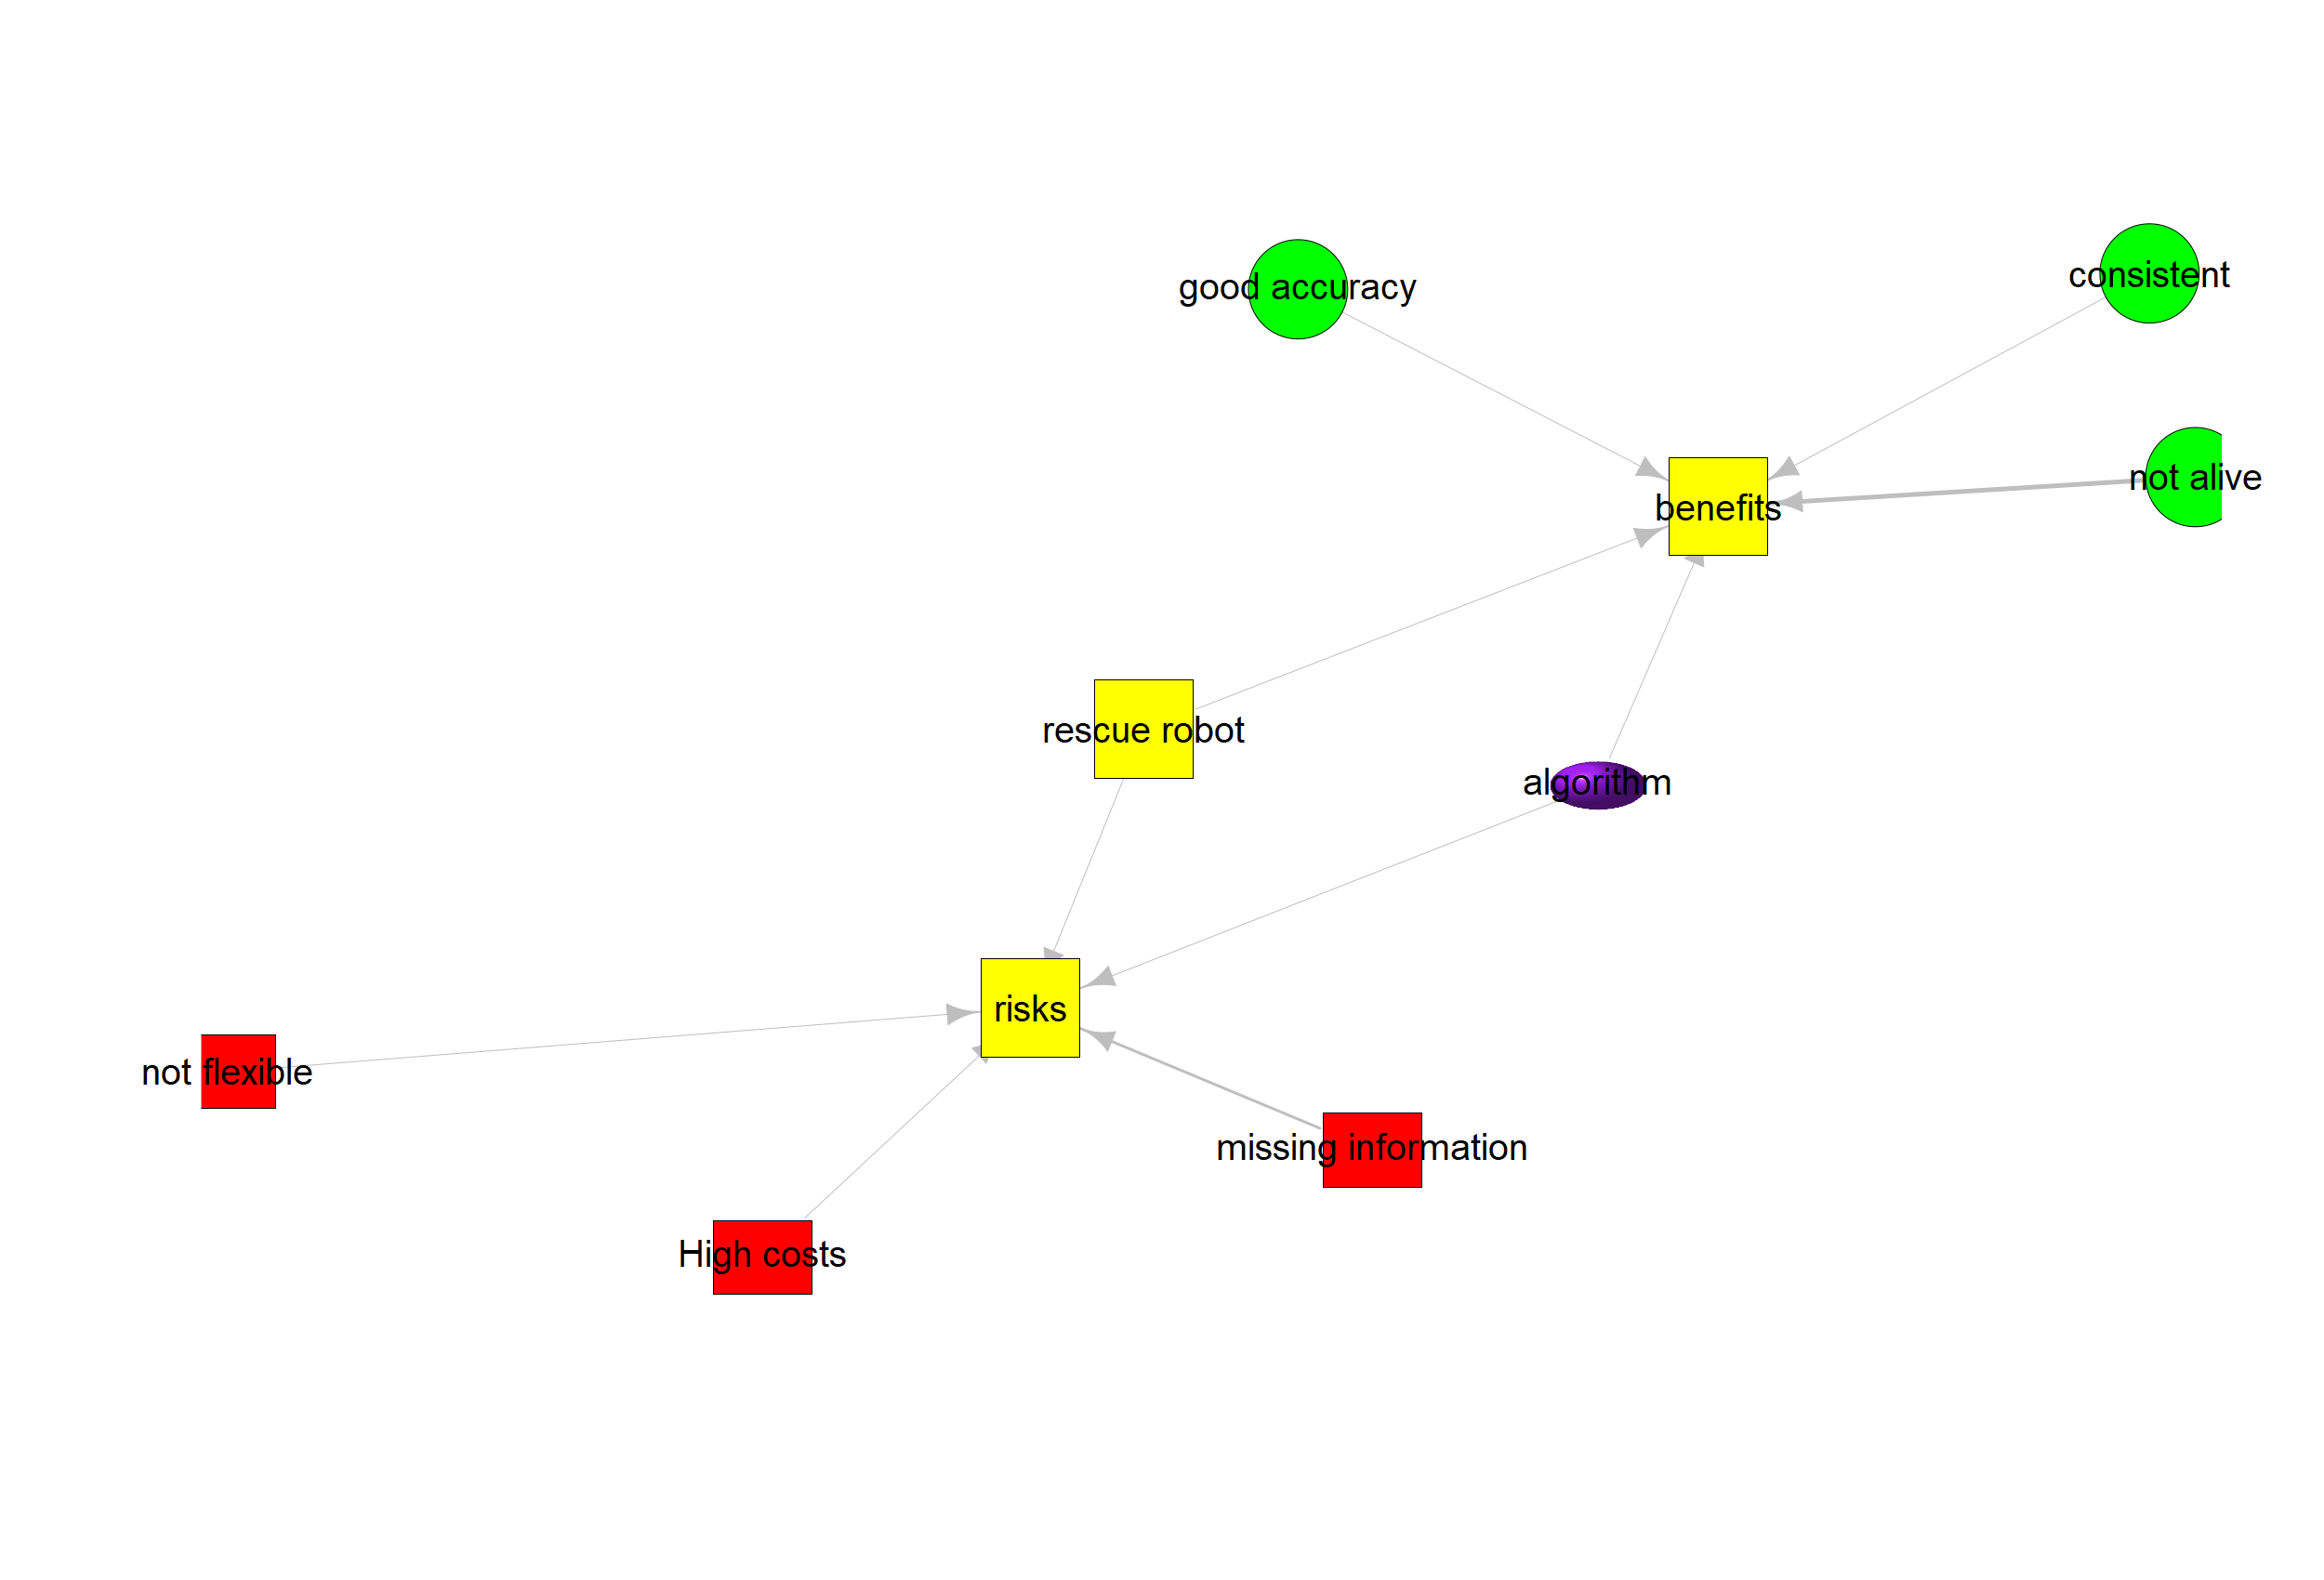 consistent
good accuracy
not alive
benefits
rescue robot
algorithm
risks
not flexible
missing information
High costs